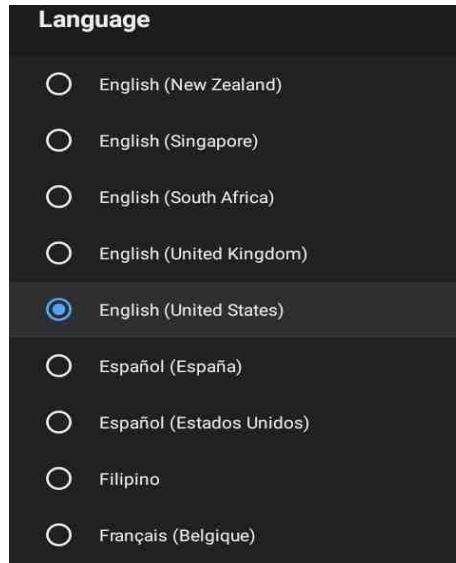 Language
English (New Zealand)
English (Singapore)
English (South Africa)
English (United Kingdom)
English (United States)
Español (España)
Español (Estados Unidos)
Filipino
Français (Belgique)